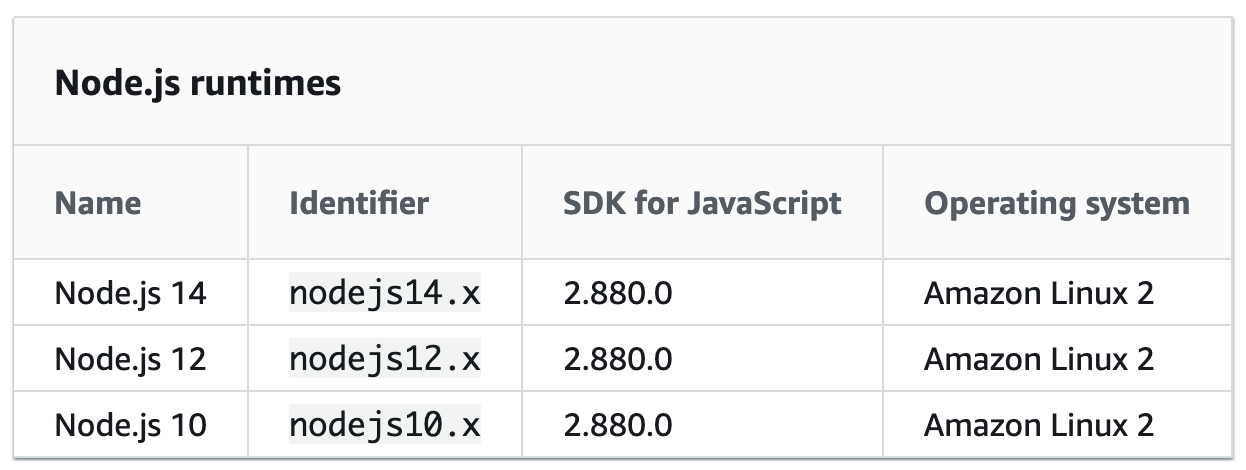 Node.js runtimes
Name Identifier SDK for JavaScript Operating system
Node.js 14 nodejs14.x 2.880.0 Amazon Linux 2
Node.js 12 nodejs12.x 2.880.0 Amazon Linux 2
Node.js 10 nodejs10.x 2.880.0 Amazon Linux 2